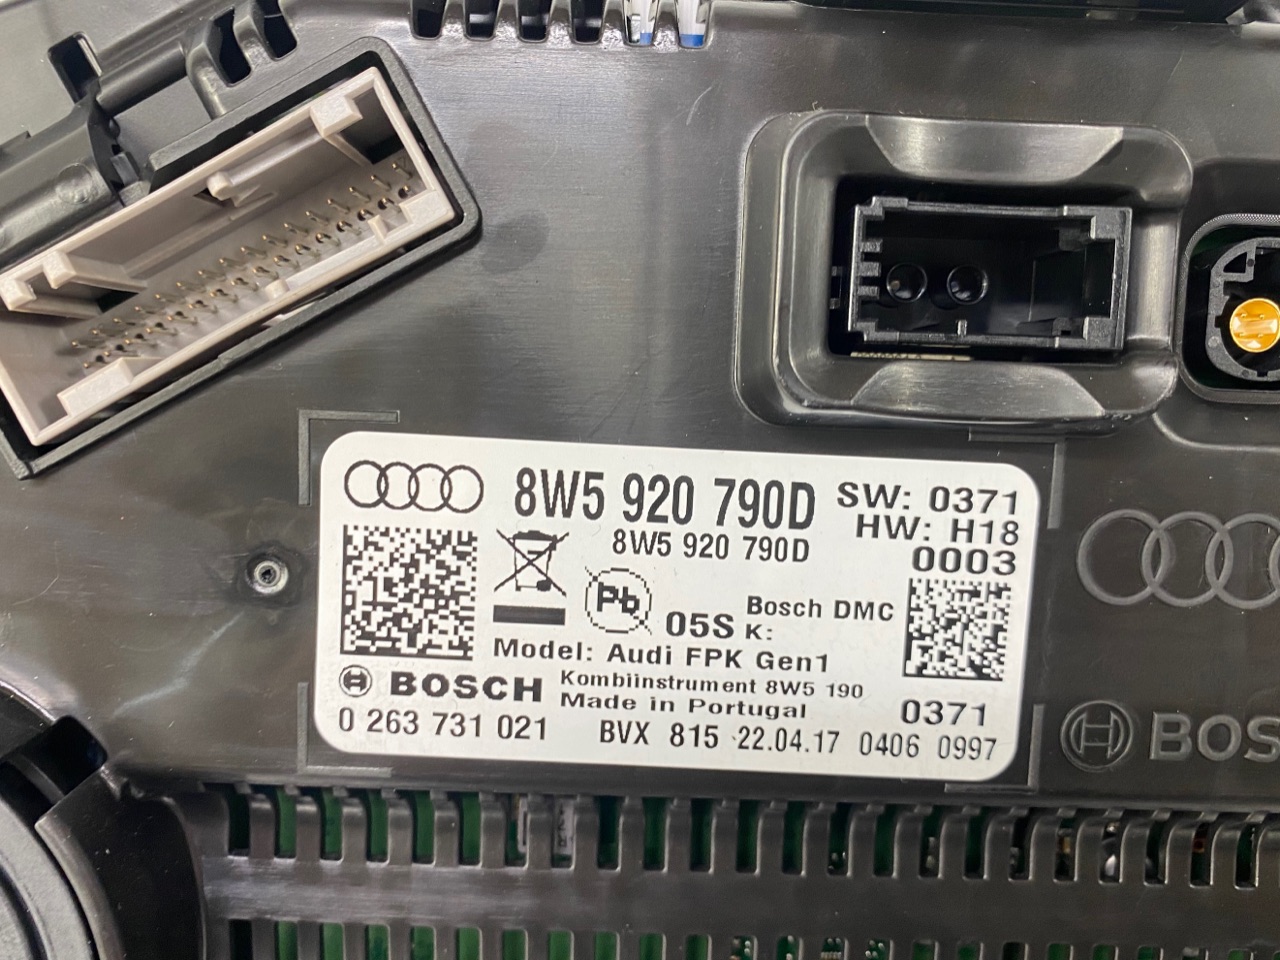 8W5 920 790D
SW: 0371
HW: H18
8W5 920 790D
0003
Pb
05S
Bosch DMC
K:
Model: Audi FPK Gen1
BOSCH
Kombiinstrument 8W5 190
Made in Portugal
0371
0 263 731 021
BVX 815 22.04.17 0406 0997
BOS